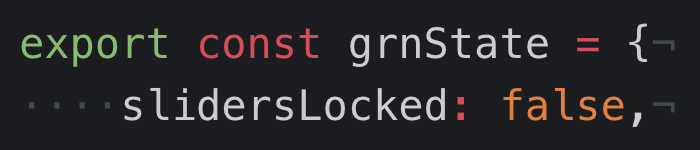 export const grnState = {¬
····slidersLocked: false,¬